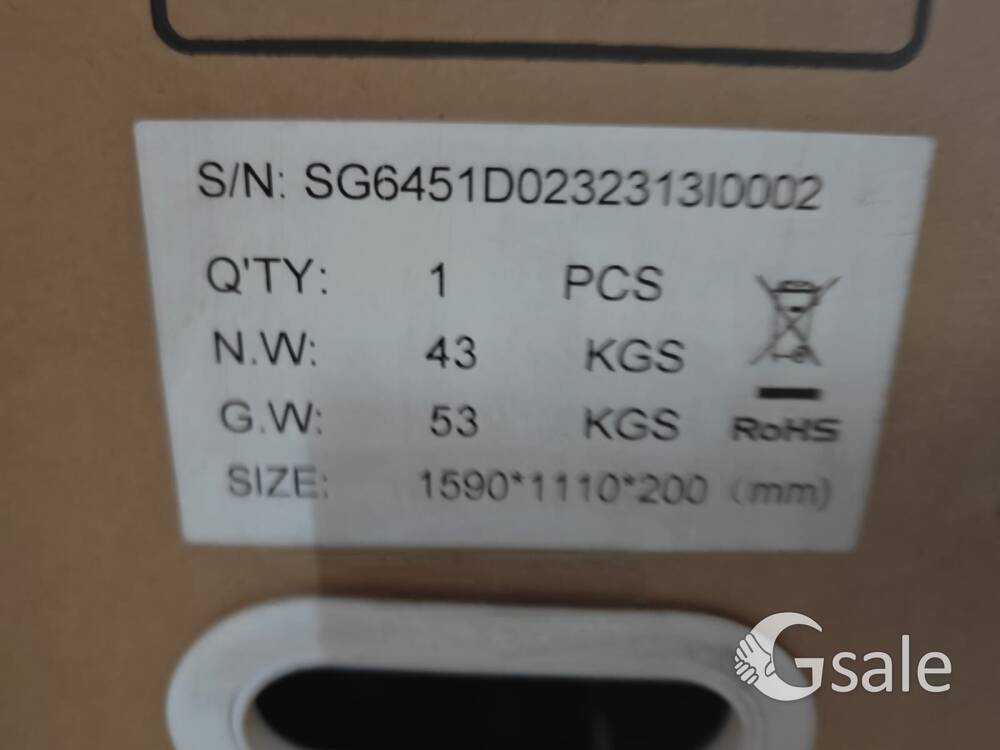 S/N: SG6451D0232313I0002
Q'TY: 1 PCS
N.W: 43 KGS
G.W: 53 KGS
RoHS
SIZE: 1590*1110*200 (mm)
Gsale